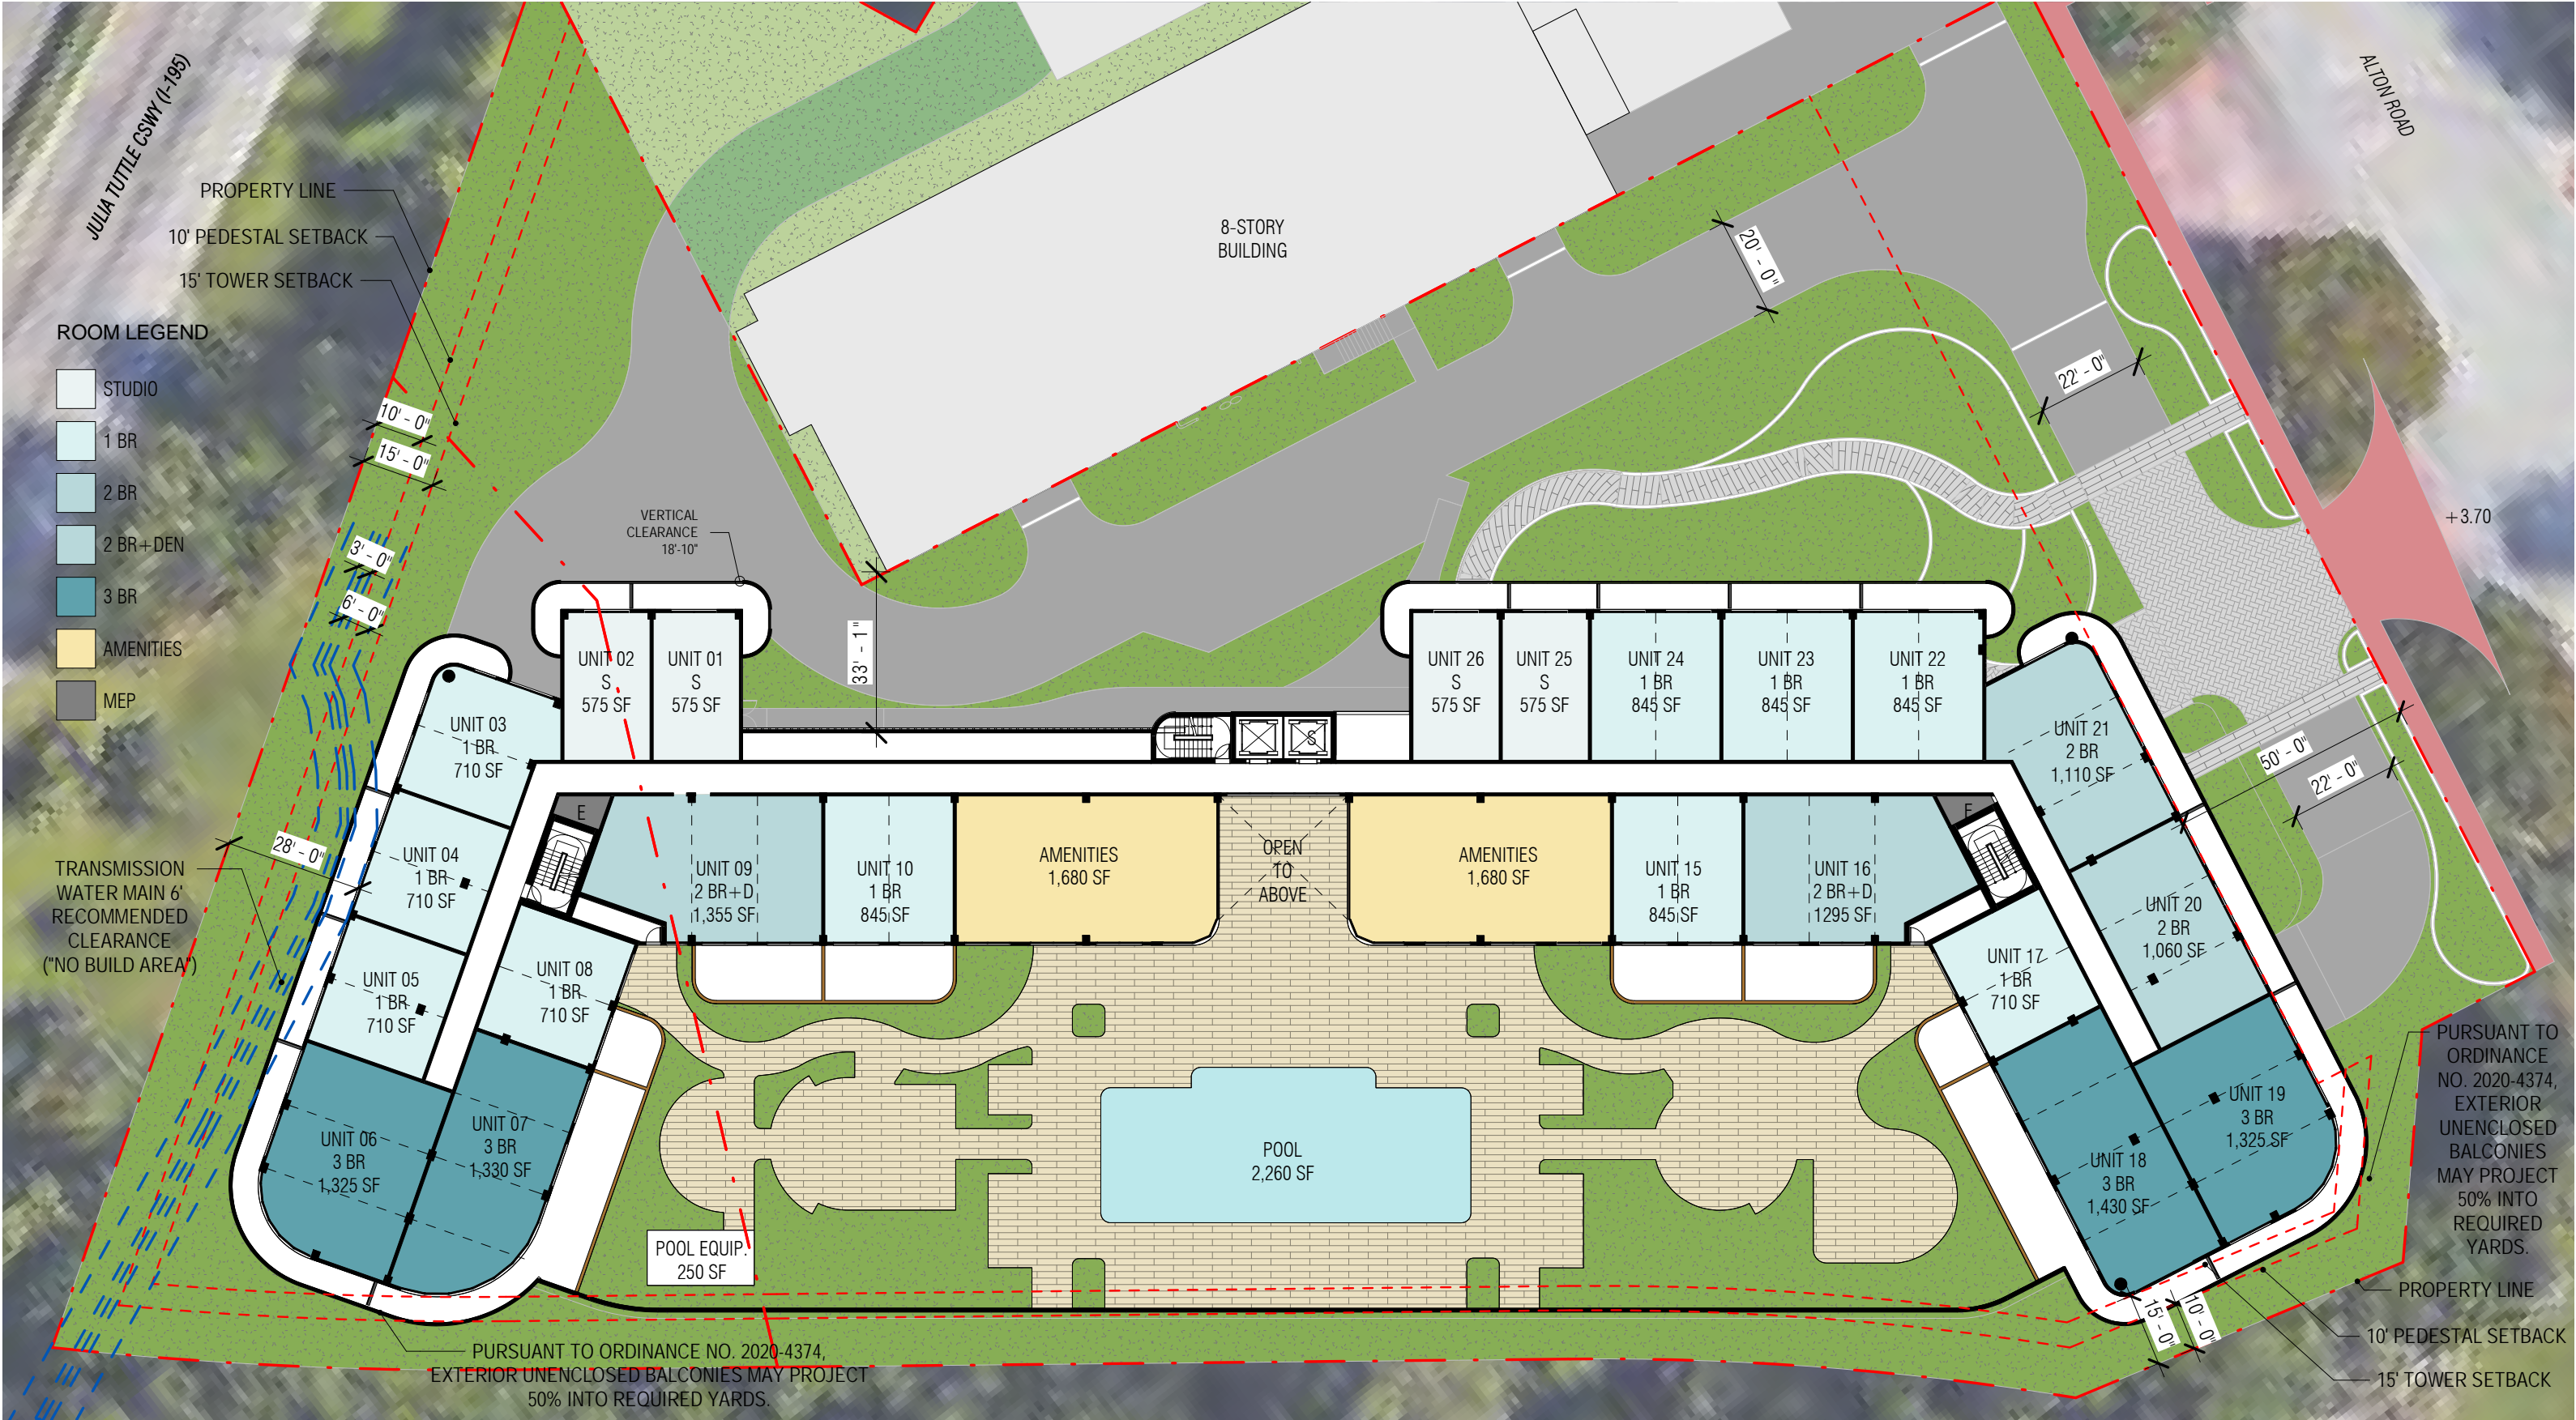 JULIA TUTTLE CSWY (I-195)
PROPERTY LINE
10' PEDESTAL SETBACK
15' TOWER SETBACK
ROOM LEGEND
STUDIO
1 BR
2 BR
2 BR+DEN
3 BR
AMENITIES
MEP
10' - 0"
15' - 0"
3' - 0"
6' - 0"
28' - 0"
TRANSMISSION
WATER MAIN 6'
RECOMMENDED
CLEARANCE
("NO BUILD AREA")
VERTICAL
CLEARANCE
18'-10"
33' - 1"
8-STORY
BUILDING
20' - 0"
ALTON ROAD
22' - 0"
+3.70
50' - 0"
22' - 0"
UNIT 02
S
575 SF
UNIT 01
S
575 SF
UNIT 03
1 BR
710 SF
UNIT 04
1 BR
710 SF
UNIT 05
1 BR
710 SF
UNIT 06
3 BR
1,325 SF
UNIT 07
3 BR
1,330 SF
UNIT 08
1 BR
710 SF
E
UNIT 09
2 BR+D
1,355 SF
UNIT 10
1 BR
845 SF
AMENITIES
1,680 SF
OPEN
TO
ABOVE
S
AMENITIES
1,680 SF
UNIT 15
1 BR
845 SF
UNIT 16
2 BR+D
1295 SF
E
UNIT 17
1 BR
710 SF
UNIT 18
3 BR
1,430 SF
UNIT 19
3 BR
1,325 SF
UNIT 20
2 BR
1,060 SF
UNIT 21
2 BR
1,110 SF
UNIT 26
S
575 SF
UNIT 25
S
575 SF
UNIT 24
1 BR
845 SF
UNIT 23
1 BR
845 SF
UNIT 22
1 BR
845 SF
POOL
2,260 SF
POOL EQUIP.
250 SF
PURSUANT TO ORDINANCE NO. 2020-4374,
EXTERIOR UNENCLOSED BALCONIES MAY PROJECT
50% INTO REQUIRED YARDS.
PURSUANT TO
ORDINANCE
NO. 2020-4374,
EXTERIOR
UNENCLOSED
BALCONIES
MAY PROJECT
50% INTO
REQUIRED
YARDS.
PROPERTY LINE
10' PEDESTAL SETBACK
15' TOWER SETBACK
15' - 0"
10' - 0"